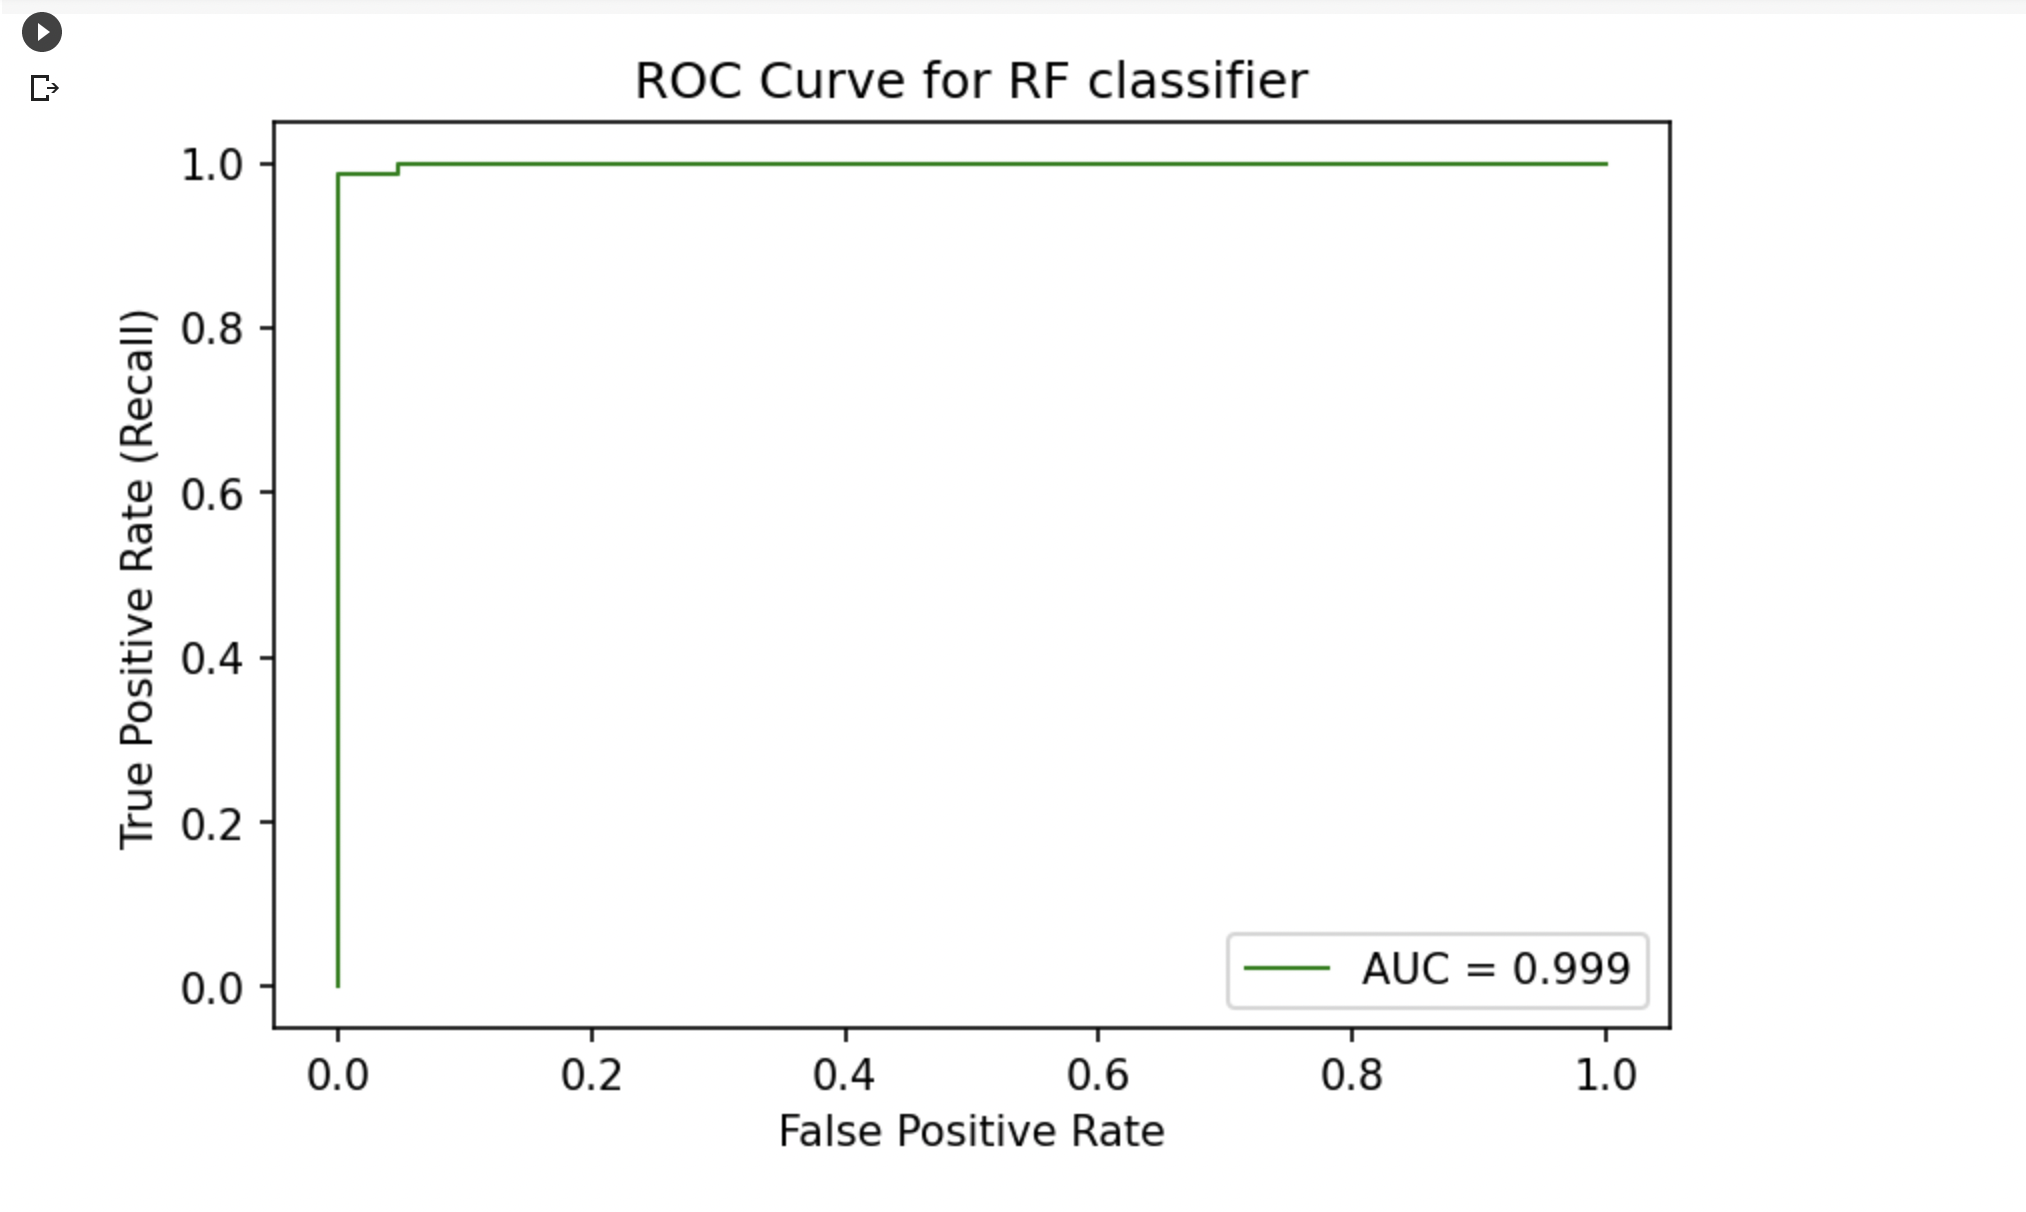 ROC Curve for RF classifier
1.0
0.8
0.6
0.4
0.2
0.0
True Positive Rate (Recall)
AUC = 0.999
0.0 0.2 0.4 0.6 0.8 1.0
False Positive Rate